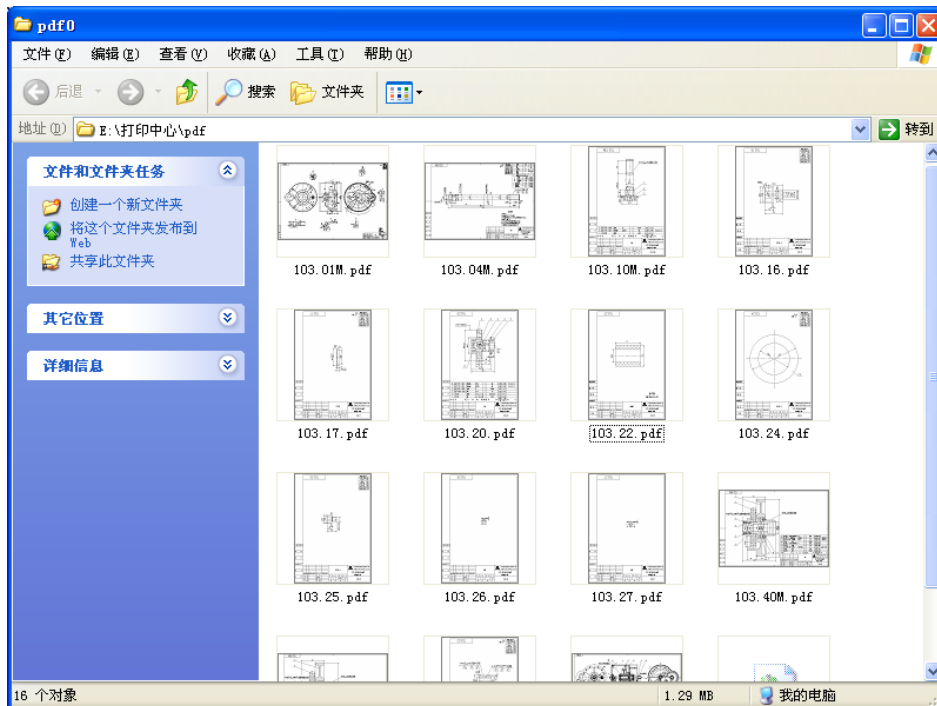 pdf0
文件(F) 编辑(E) 查看(V) 收藏(A) 工具(T) 帮助(H)
后退 搜索 文件夹
地址(D) E:\打印中心\pdf 转到
文件和文件夹任务
创建一个新文件夹
将这个文件夹发布到
Web
共享此文件夹
其它位置
详细信息
103.01M.pdf 103.04M.pdf 103.10M.pdf 103.16.pdf
103.17.pdf 103.20.pdf 103.22.pdf 103.24.pdf
103.25.pdf 103.26.pdf 103.27.pdf 103.40M.pdf
16 个对象 1.29 MB 我的电脑